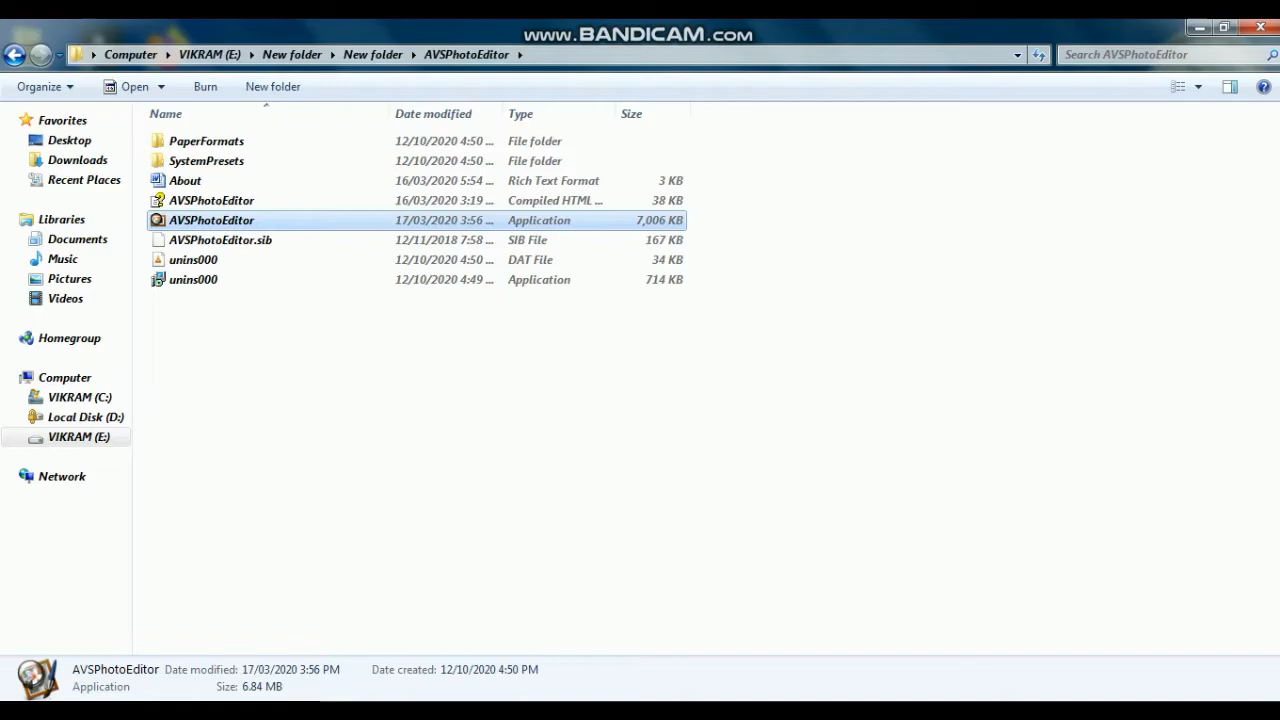 www.BANDICAM.com
Computer VIKRAM (E:) New folder New folder AVSPhotoEditor Search AVSPhotoEditor
Organize Open Burn New folder
Name Date modified Type Size
Favorites
Desktop
Downloads
Recent Places
Libraries
Documents
Music
Pictures
Videos
Homegroup
Computer
VIKRAM (C:)
Local Disk (D:)
VIKRAM (E:)
Network
PaperFormats 12/10/2020 4:50 ... File folder
SystemPresets 12/10/2020 4:50 ... File folder
About 16/03/2020 5:54 ... Rich Text Format 3 KB
AVSPhotoEditor 16/03/2020 3:19 ... Compiled HTML ... 38 KB
AVSPhotoEditor 17/03/2020 3:56 ... Application 7,006 KB
AVSPhotoEditor.sib 12/11/2018 7:58 ... SIB File 167 KB
unins000 12/10/2020 4:50 ... DAT File 34 KB
unins000 12/10/2020 4:49 ... Application 714 KB
AVSPhotoEditor Date modified: 17/03/2020 3:56 PM Date created: 12/10/2020 4:50 PM
Application Size: 6.84 MB